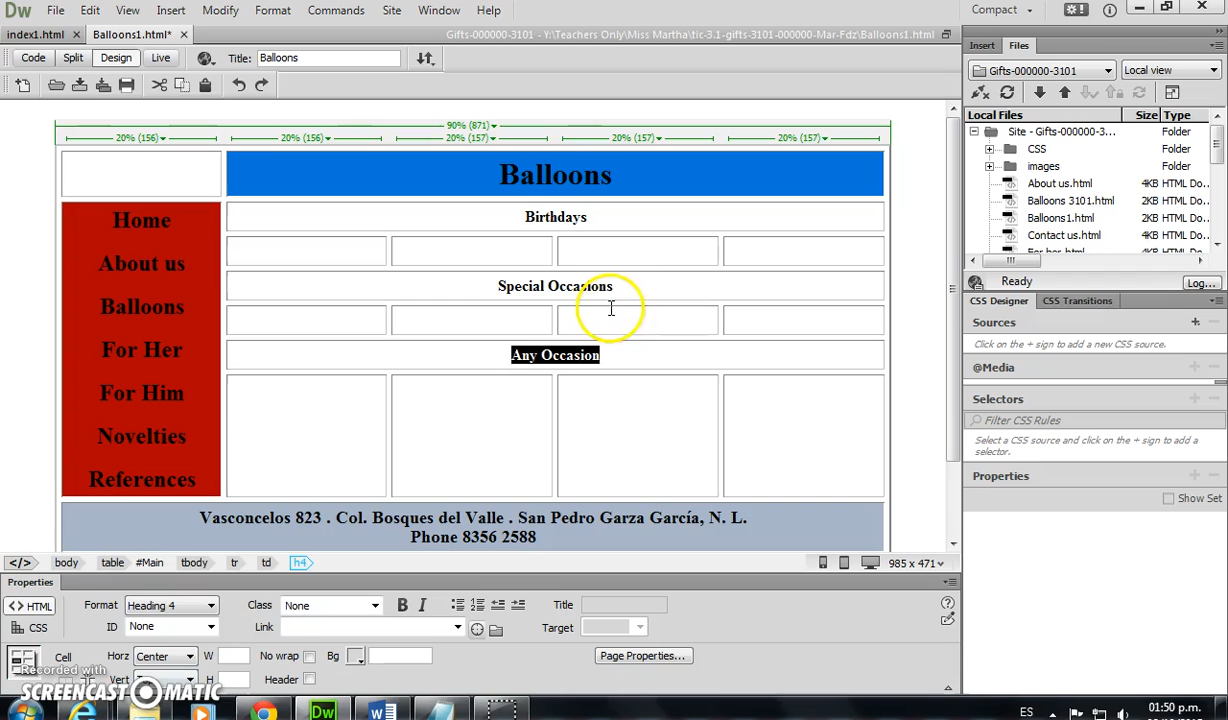 Dw File Edit View Insert Modify Format Commands Site Window Help Compact
index1.html × Balloons1.html* × Gifts-000000-3101 - Y:\Teachers Only\Miss Martha\tic-3.1-gifts-3101-000000-Mar-Fdz\Balloons1.html
Insert Files
Code Split Design Live Title: Balloons
Gifts-000000-3101 Local view
Local Files Size Type
Site - Gifts-000000-3... Folder
CSS Folder
images Folder
About us.html 4KB HTML Do...
Balloons 3101.html 2KB HTML Do...
Balloons1.html 2KB HTML Do...
Contact us.html 4KB HTML Do...
For her.html 4KB HTML Do...
Ready Log...
90% (871)
20% (156) 20% (156) 20% (157) 20% (157) 20% (157)
Balloons
Home
About us
Balloons
For Her
For Him
Novelties
References
Birthdays
Special Occasions
Any Occasion
Vasconcelos 823 . Col. Bosques del Valle . San Pedro Garza García, N. L.
Phone 8356 2588
CSS Designer CSS Transitions
Sources
Click on the + sign to add a new CSS source.
@Media
Selectors
Filter CSS Rules
Select a CSS source and click on the + sign to add a
selector.
Properties
Show Set
</> body table #Main tbody tr td h4 985 x 471
Properties
<> HTML Format Heading 4 Class None B I Title
CSS ID None Link Target
Cell Horz Center W No wrap Bg Page Properties...
Vert H Header
Recorded with
SCREENCAST MATIC
Dw W ES 01:50 p.m.